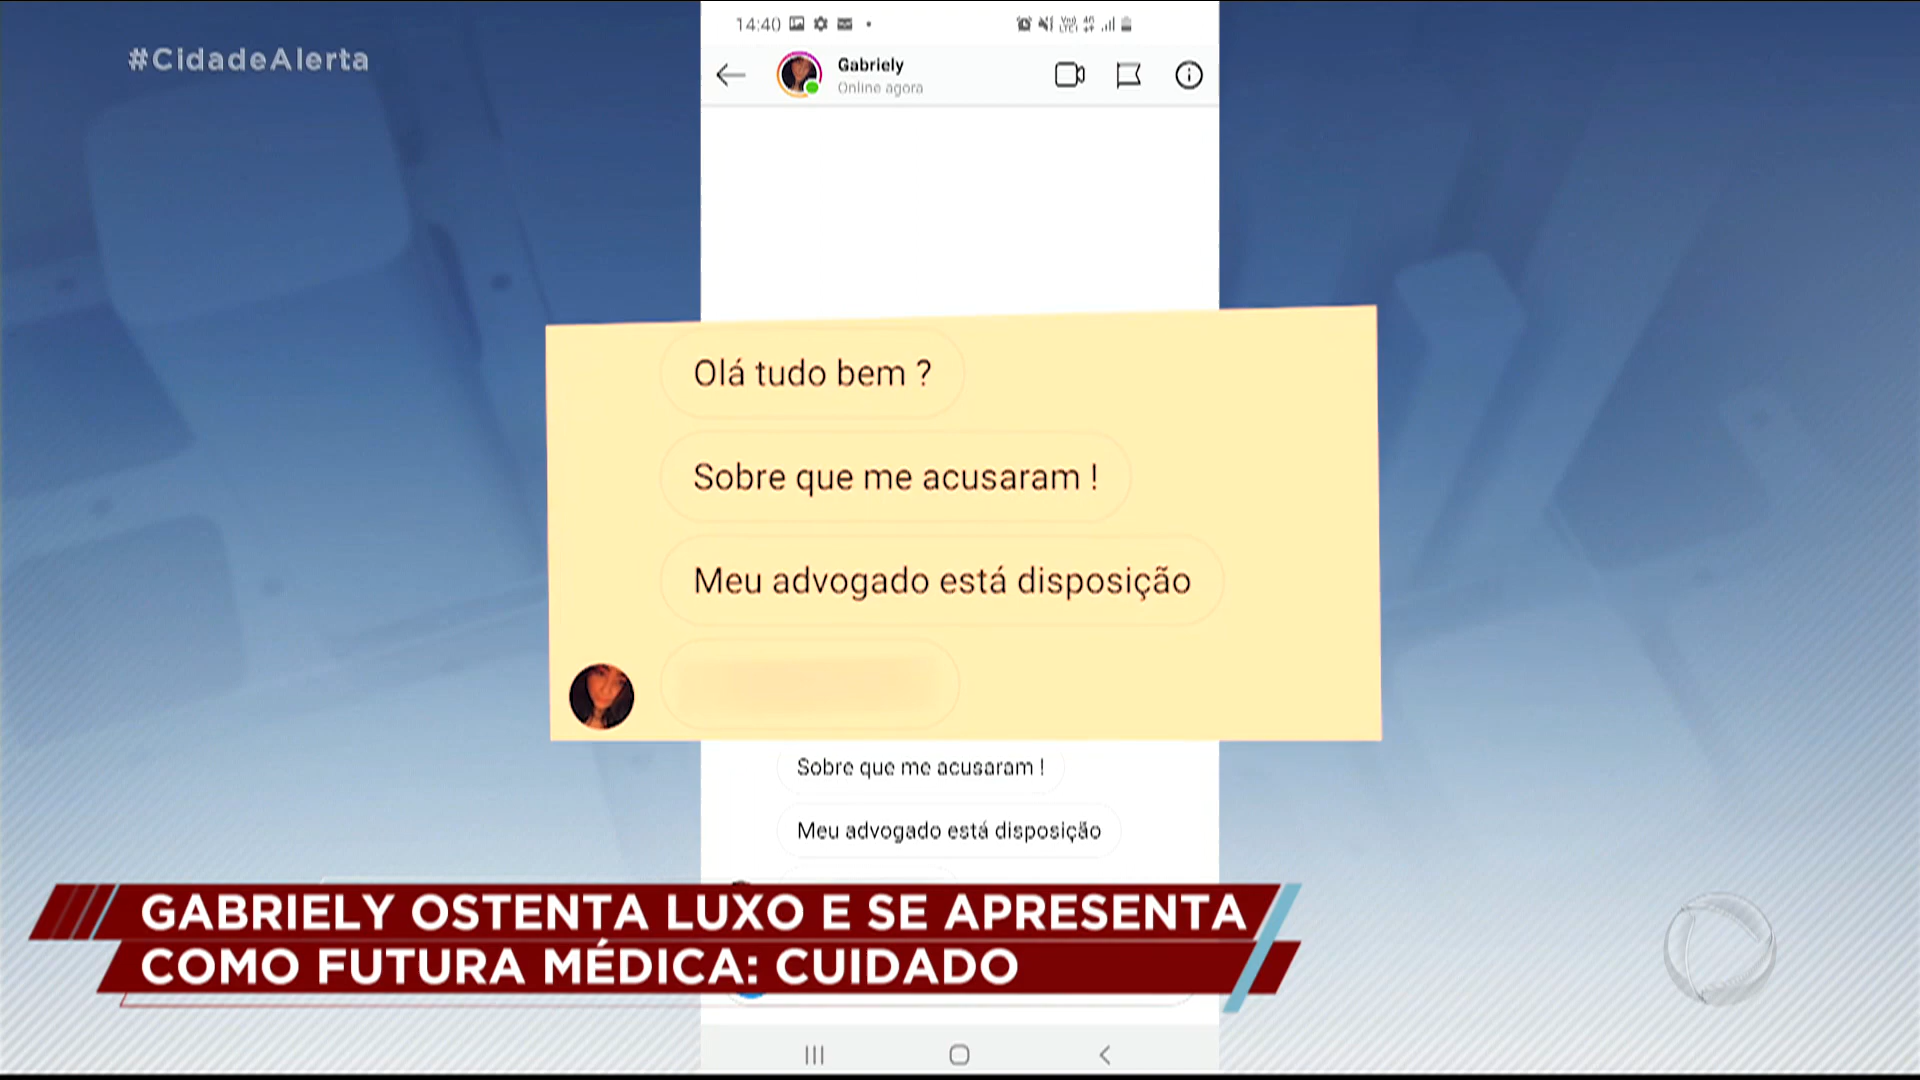 #CidadeAlerta
14:40
Gabriely
Online agora
Olá tudo bem ?
Sobre que me acusaram !
Meu advogado está disposição
Sobre que me acusaram !
Meu advogado está disposição
GABRIELY OSTENTA LUXO E SE APRESENTA
COMO FUTURA MÉDICA: CUIDADO